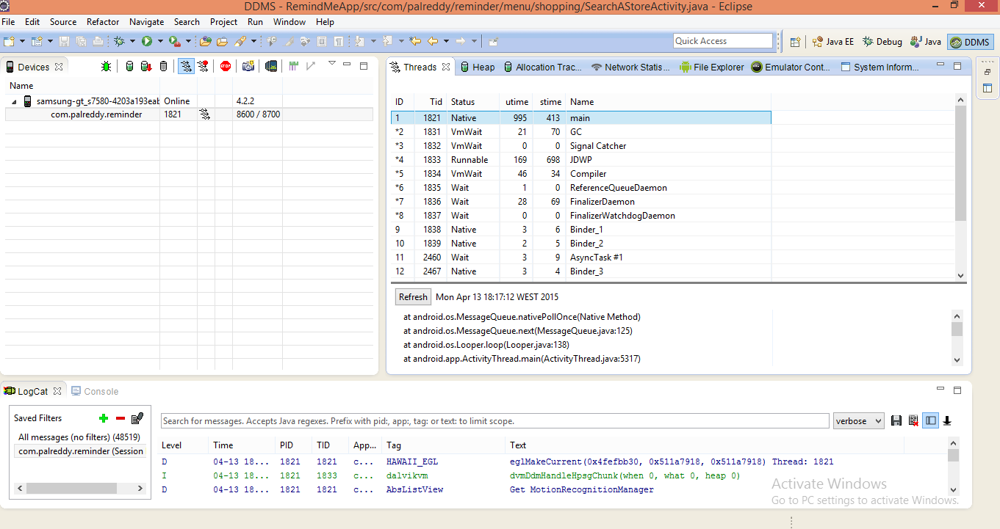 DDMS - RemindMeApp/src/com/palreddy/reminder/menu/shopping/SearchAStoreActivity.java - Eclipse
File Edit Source Refactor Navigate Search Project Run Window Help
Quick Access
Java EE Debug Java DDMS
Devices
Name
samsung-gt_s7580-4203a193eab Online 4.2.2
com.palreddy.reminder 1821 8600 / 8700
Threads Heap Allocation Trac... Network Statis... File Explorer Emulator Cont... System Inform...
ID Tid Status utime stime Name
1 1821 Native 995 413 main
*2 1831 VmWait 21 70 GC
*3 1832 VmWait 0 0 Signal Catcher
*4 1833 Runnable 169 698 JDWP
*5 1834 VmWait 46 34 Compiler
*6 1835 Wait 1 0 ReferenceQueueDaemon
*7 1836 Wait 28 69 FinalizerDaemon
*8 1837 Wait 0 0 FinalizerWatchdogDaemon
9 1838 Native 3 6 Binder_1
10 1839 Native 2 5 Binder_2
11 2460 Wait 3 9 AsyncTask #1
12 2467 Native 3 4 Binder_3
Refresh Mon Apr 13 18:17:12 WEST 2015
at android.os.MessageQueue.nativePollOnce(Native Method)
at android.os.MessageQueue.next(MessageQueue.java:125)
at android.os.Looper.loop(Looper.java:138)
at android.app.ActivityThread.main(ActivityThread.java:5317)
LogCat Console
Saved Filters
All messages (no filters) (48519)
com.palreddy.reminder (Session
Search for messages. Accepts Java regexes. Prefix with pid:, app:, tag: or text: to limit scope.
verbose
Level Time PID TID App... Tag Text
D 04-13 18... 1821 1821 c... HAWAII_EGL eglMakeCurrent(0x4fefbb30, 0x511a7918, 0x511a7918) Thread: 1821
I 04-13 18... 1821 1833 c... dalvikvm dvmDdmHandleHpsgChunk(when 0, what 0, heap 0)
D 04-13 18... 1821 1821 c... AbsListView Get MotionRecognitionManager
Activate Windows
Go to PC settings to activate Windows.